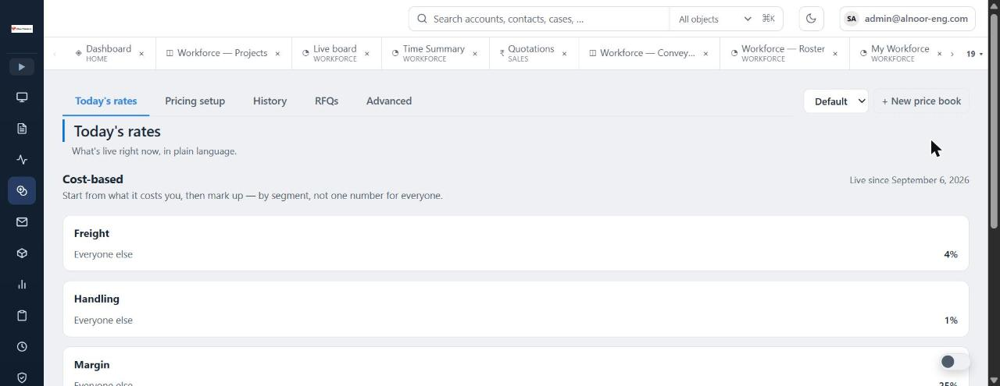 Search accounts, contacts, cases, ...
All objects
⌘K
SA
admin@alnoor-eng.com
Dashboard ×
HOME
Workforce — Projects ×
Live board ×
WORKFORCE
Time Summary ×
WORKFORCE
₹ Quotations ×
SALES
Workforce — Convey... ×
Workforce — Roster ×
WORKFORCE
My Workforce ×
WORKFORCE
19
Today's rates
Pricing setup
History
RFQs
Advanced
Default
+ New price book
Today's rates
What's live right now, in plain language.
Cost-based
Live since September 6, 2026
Start from what it costs you, then mark up — by segment, not one number for everyone.
Freight
Everyone else 4%
Handling
Everyone else 1%
Margin
Everyone else 25%